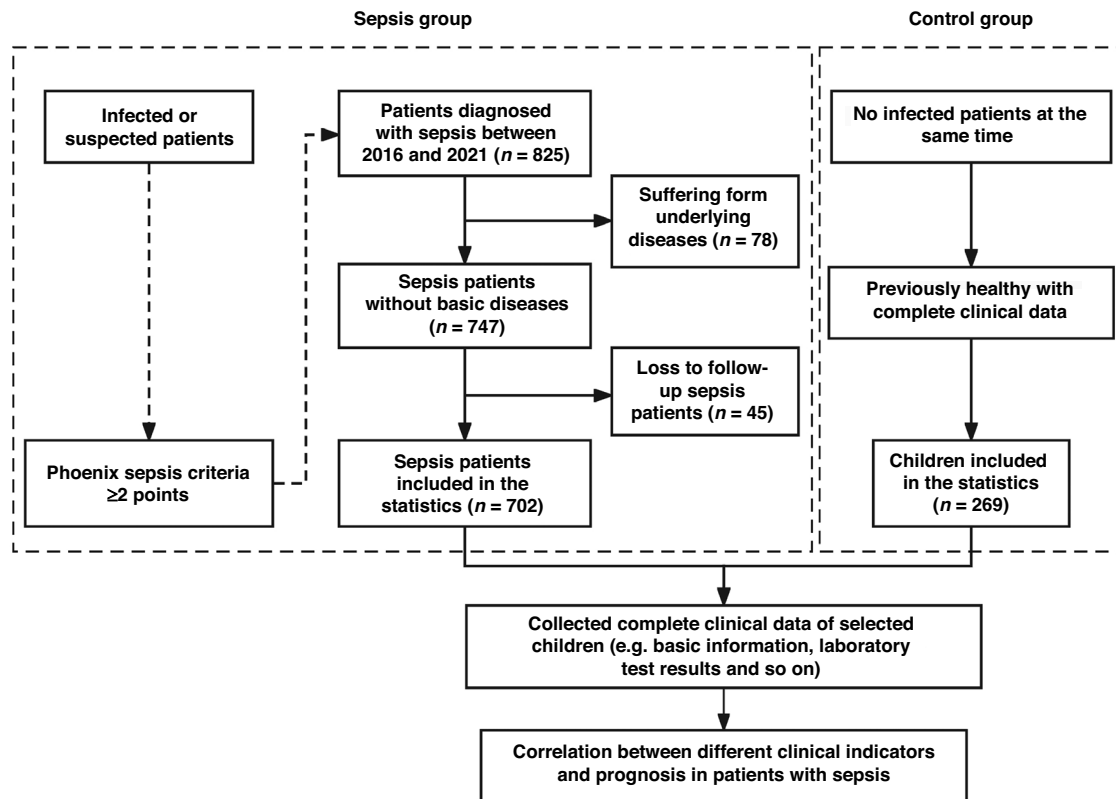 Sepsis group
Control group
Infected or
suspected patients
Patients diagnosed
with sepsis between
2016 and 2021 (n = 825)
Suffering form
underlying
diseases (n = 78)
Sepsis patients
without basic diseases
(n = 747)
Loss to follow-
up sepsis
patients (n = 45)
Phoenix sepsis criteria
≥2 points
Sepsis patients
included in the
statistics (n = 702)
No infected patients at the
same time
Previously healthy with
complete clinical data
Children included
in the statistics
(n = 269)
Collected complete clinical data of selected
children (e.g. basic information, laboratory
test results and so on)
Correlation between different clinical indicators
and prognosis in patients with sepsis